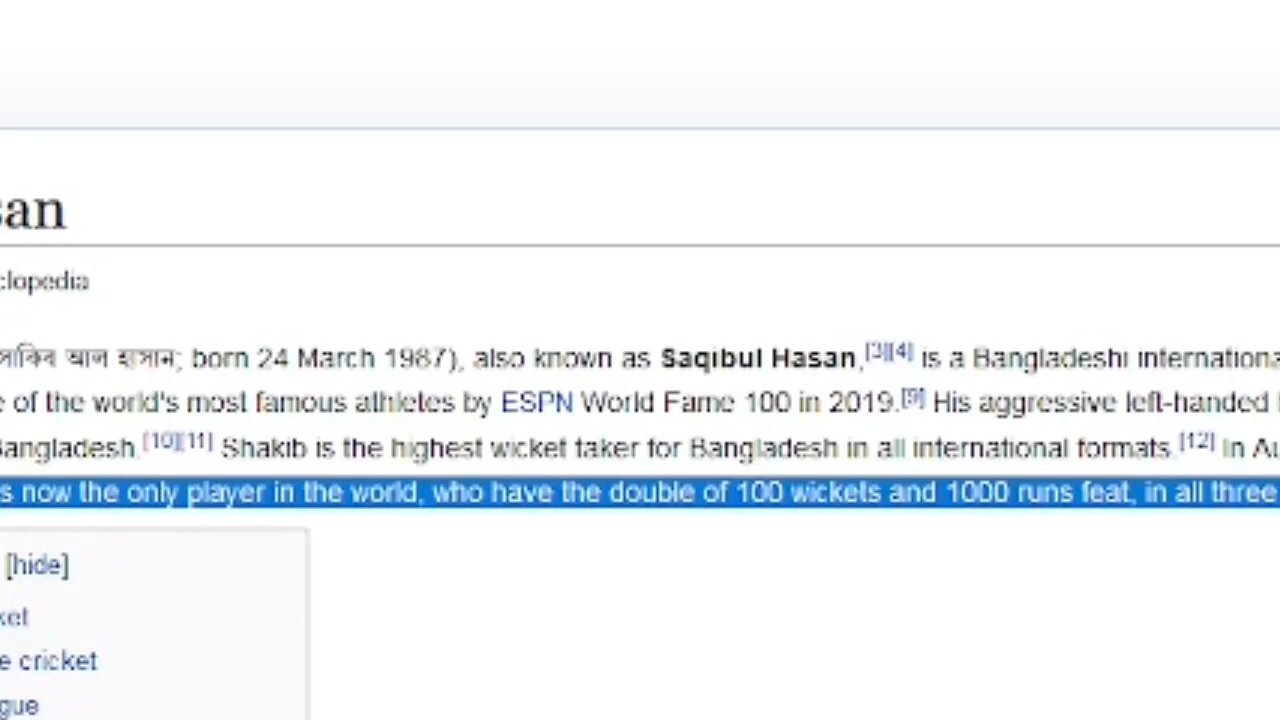 san
clopedia
সাকিব আল হাসান; born 24 March 1987), also known as Saqibul Hasan,[3][4] is a Bangladeshi internationa
e of the world's most famous athletes by ESPN World Fame 100 in 2019.[9] His aggressive left-handed
Bangladesh.[10][11] Shakib is the highest wicket taker for Bangladesh in all international formats.[12] In Au
s now the only player in the world, who have the double of 100 wickets and 1000 runs feat, in all three
[hide]
ket
e cricket
gue